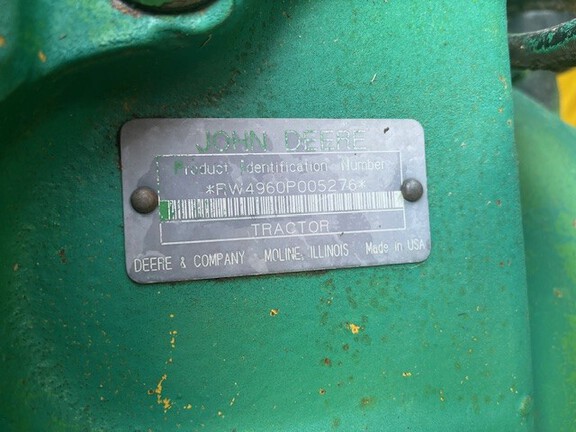 JOHN DEERE
Product Identification Number
*RW4960P005276*
TRACTOR
DEERE & COMPANY MOLINE, ILLINOIS Made in USA